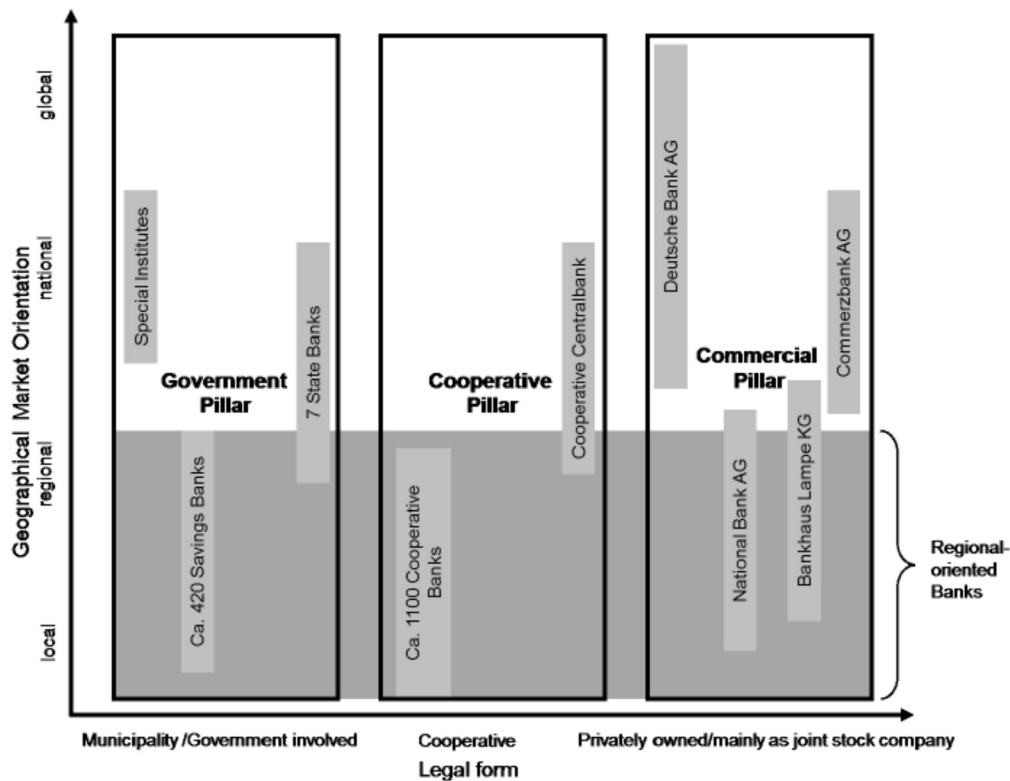 Geographical Market Orientation
global
national
regional
local
Special Institutes
Government
Pillar
7 State Banks
Ca. 420 Savings Banks
Cooperative
Pillar
Cooperative Centralbank
Ca. 1100 Cooperative
Banks
Deutsche Bank AG
Commercial
Pillar
Commerzbank AG
National Bank AG
Bankhaus Lampe KG
Regional-
oriented
Banks
Municipality /Government involved
Cooperative
Privately owned/mainly as joint stock company
Legal form